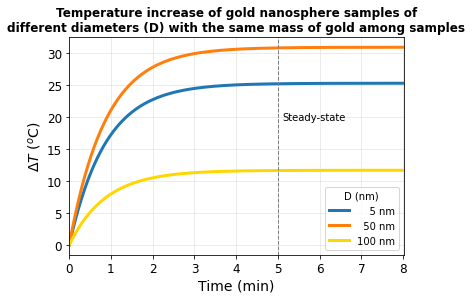 Temperature increase of gold nanosphere samples of
different diameters (D) with the same mass of gold among samples
30
25
20
15
10
5
0
ΔT (°C)
Steady-state
D (nm)
5 nm
50 nm
100 nm
0 1 2 3 4 5 6 7 8
Time (min)